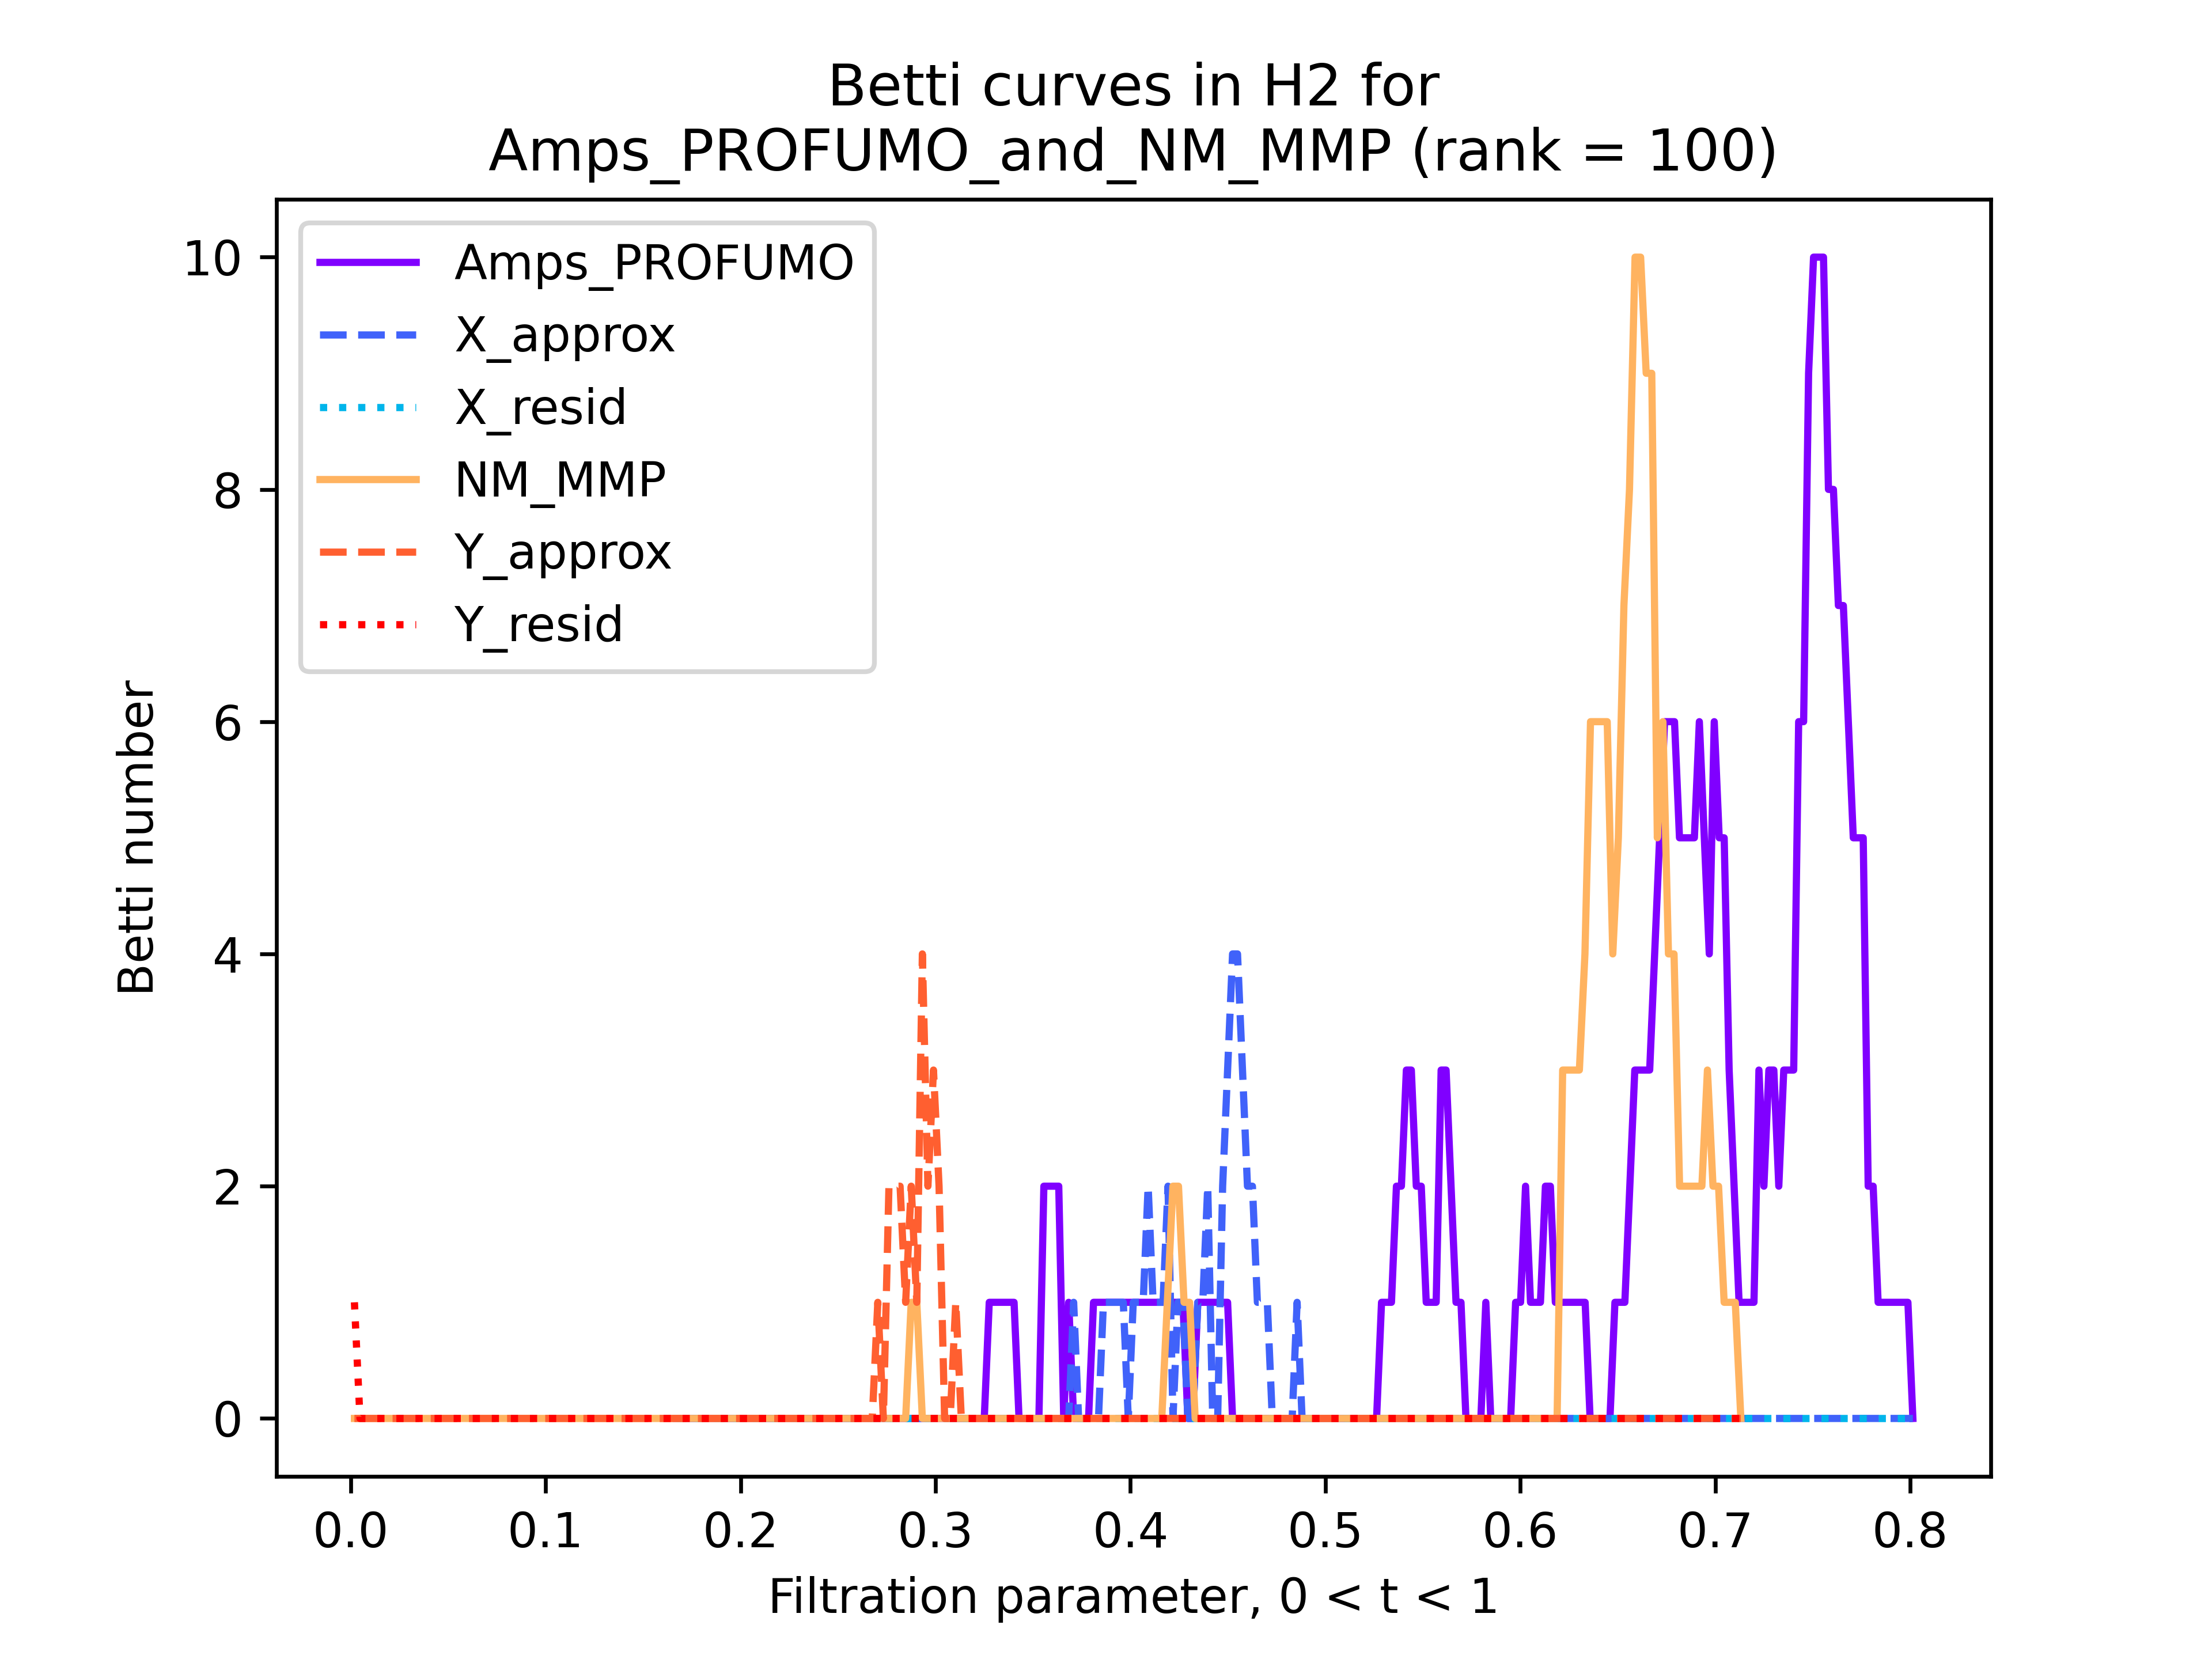 Betti curves in H2 for
Amps_PROFUMO_and_NM_MMP (rank = 100)
Amps_PROFUMO
X_approx
X_resid
NM_MMP
Y_approx
Y_resid
Betti number
10
8
6
4
2
0
0.0 0.1 0.2 0.3 0.4 0.5 0.6 0.7 0.8
Filtration parameter, 0 < t < 1